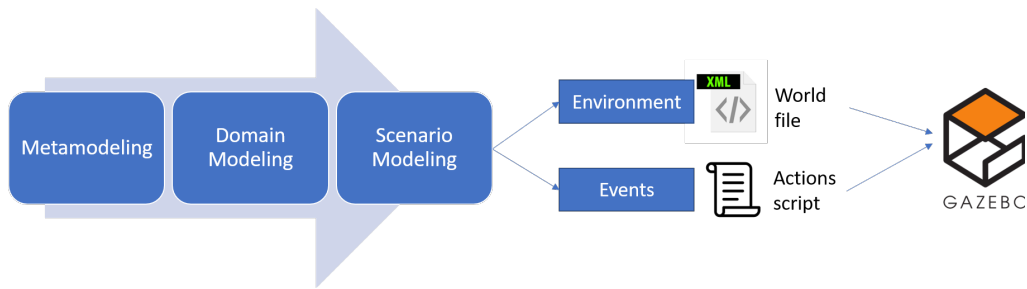 Metamodeling
Domain
Modeling
Scenario
Modeling
Environment
XML
</>
World
file
Events
Actions
script
GAZEBO